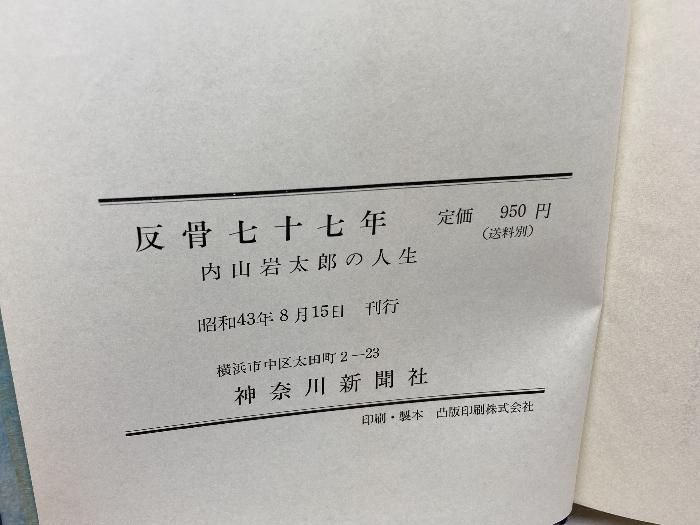 反骨七十七年 定価 950円
(送料別)
内山岩太郎の人生
昭和43年8月15日 刊行
横浜市中区太田町2―23
神奈川新聞社
印刷・製本 凸版印刷株式会社